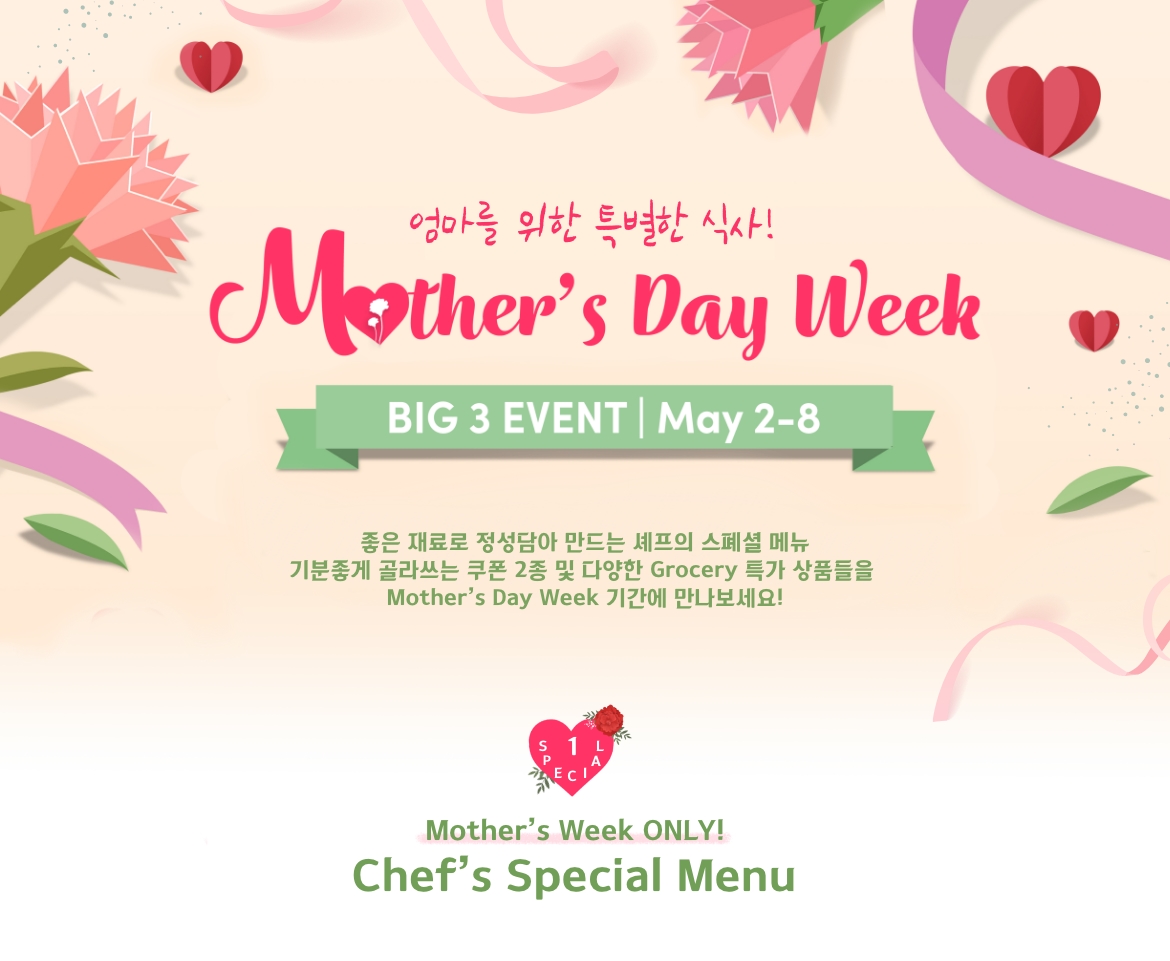 엄마를 위한 특별한 식사!
Mother's Day Week
BIG 3 EVENT | May 2-8
좋은 재료로 정성담아 만드는 셰프의 스페셜 메뉴
기분좋게 골라쓰는 쿠폰 2종 및 다양한 Grocery 특가 상품들을
Mother's Day Week 기간에 만나보세요!
SPECIAL 1
Mother's Week ONLY!
Chef's Special Menu